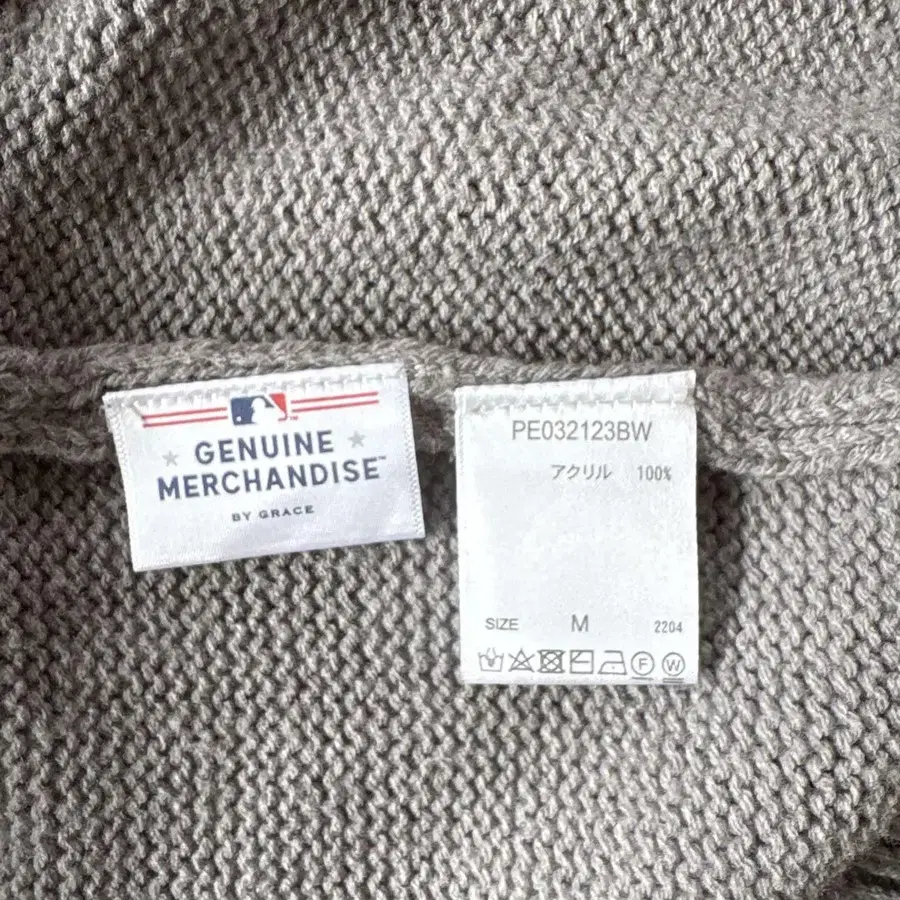 GENUINE
MERCHANDISE™
BY GRACE
PE032123BW
アクリル 100%
SIZE M 2204
F W